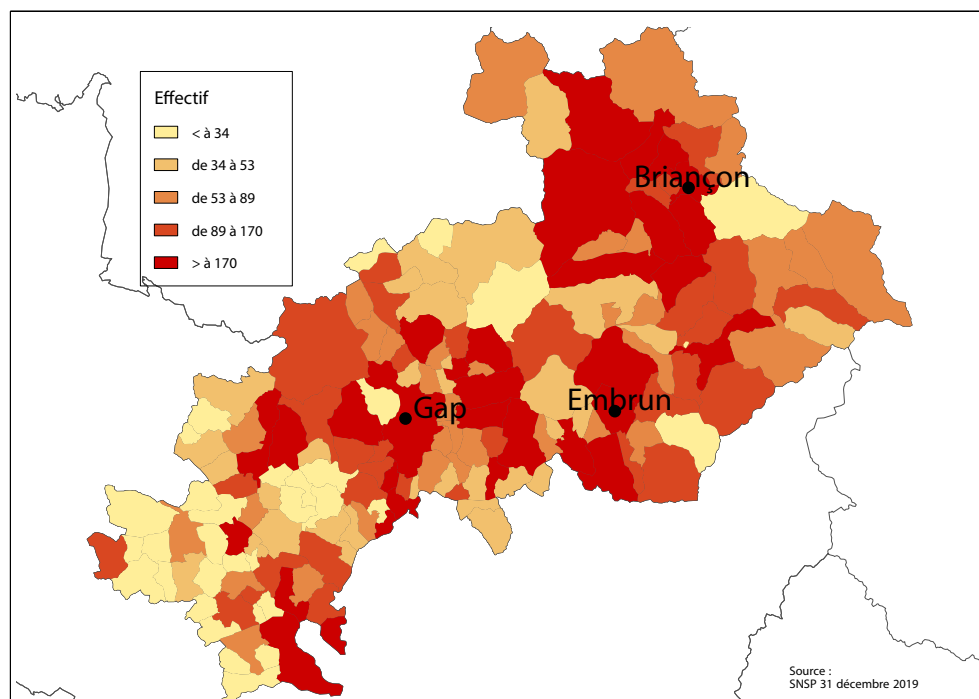 Effectif
< à 34
de 34 à 53
de 53 à 89
de 89 à 170
> à 170
Briançon
Gap
Embrun
Source :
SNSP 31 décembre 2019